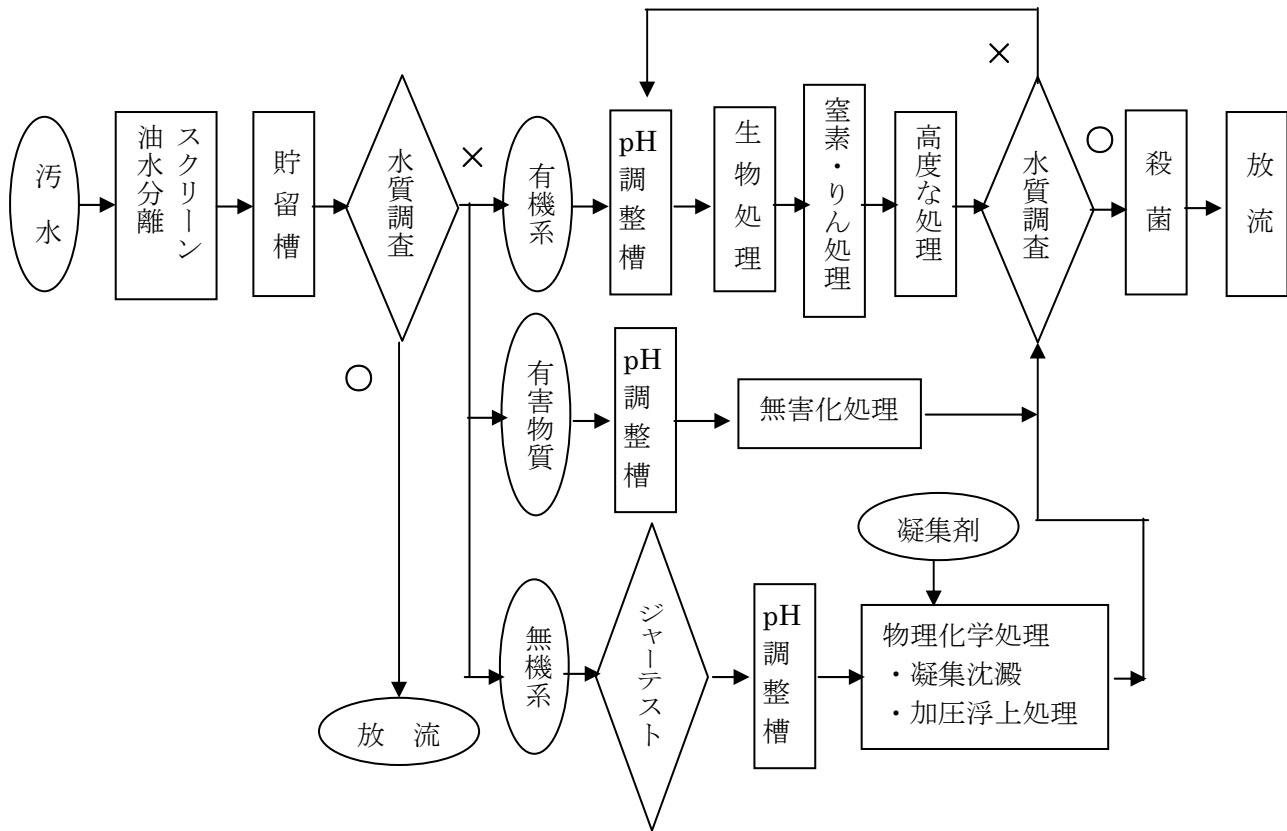 ×
汚水
スクリーン
油水分離
貯留槽
水質調査
×
有機系
pH調整槽
生物処理
窒素・りん処理
高度な処理
水質調査
○
殺菌
放流
○
有害物質
pH調整槽
無害化処理
凝集剤
無機系
ジャーテスト
pH調整槽
物理化学処理
・凝集沈澱
・加圧浮上処理
放 流